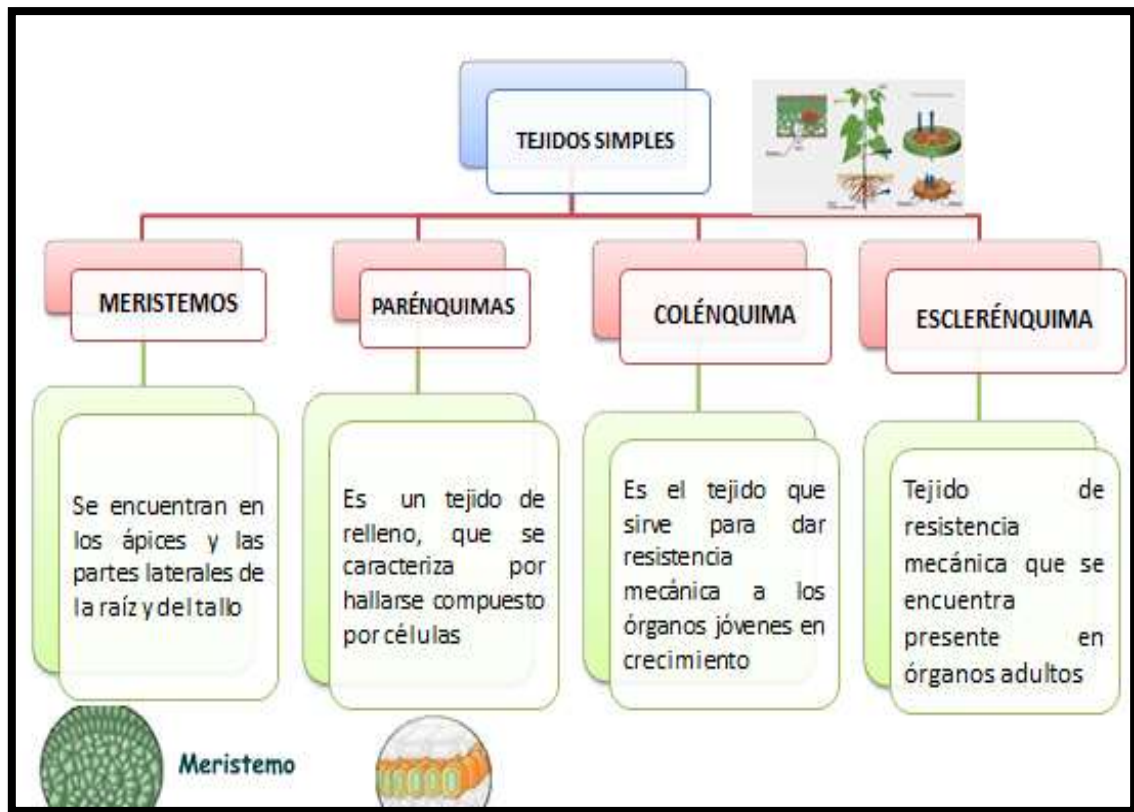 TEJIDOS SIMPLES
MERISTEMOS
PARÉNQUIMAS
COLÉNQUIMA
ESCLERÉNQUIMA
Se encuentran en
los ápices y las
partes laterales de
la raíz y del tallo
Es un tejido de
relleno, que se
caracteriza por
hallarse compuesto
por células
Es el tejido que
sirve para dar
resistencia
mecánica a los
órganos jóvenes en
crecimiento
Tejido de
resistencia
mecánica que se
encuentra
presente en
órganos adultos
Meristemo